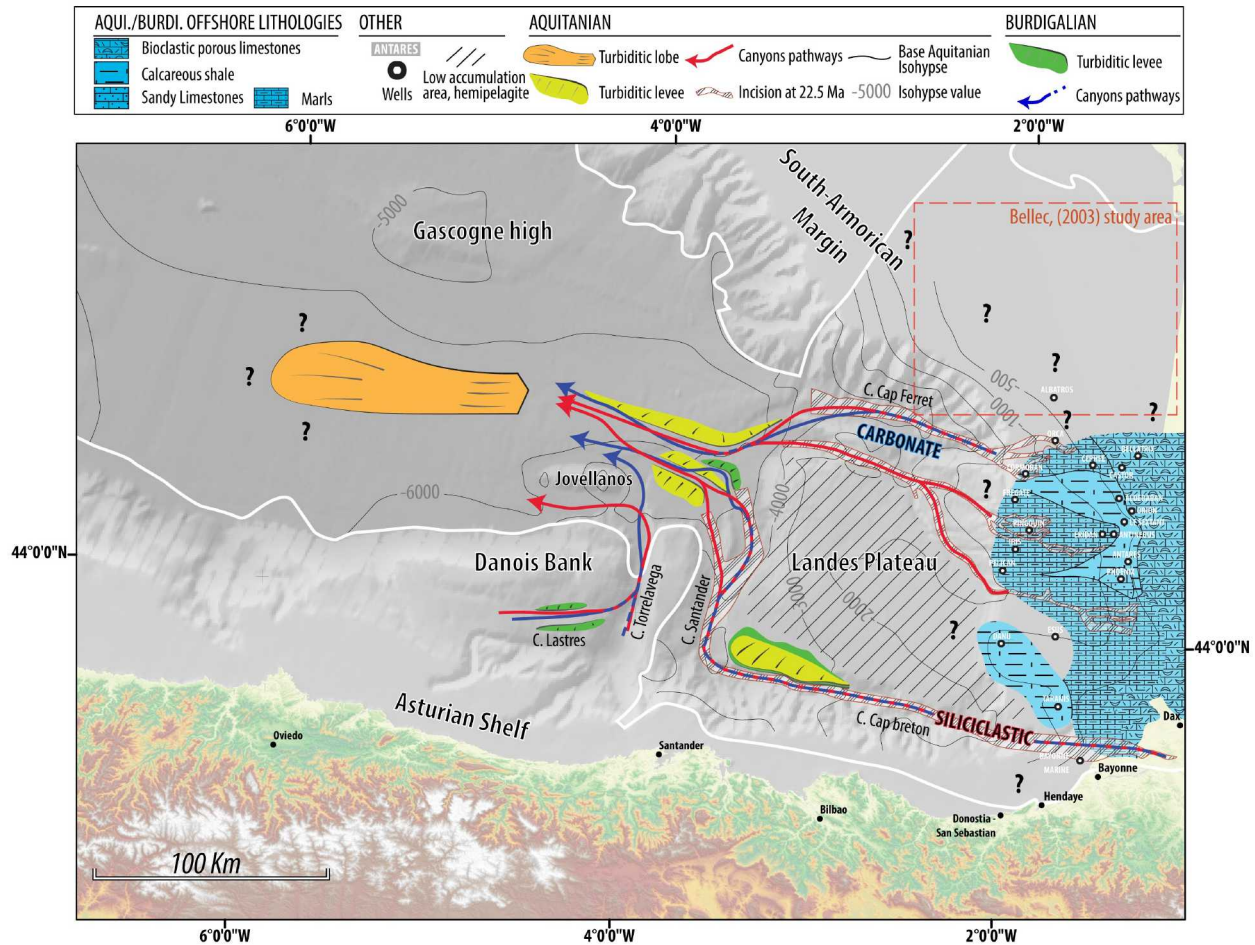 AQUI./BURDI. OFFSHORE LITHOLOGIES
Bioclastic porous limestones
Calcareous shale
Sandy Limestones
Marls
OTHER
ANTARES
Wells
Low accumulation
area, hemipelagite
AQUITANIAN
Turbiditic lobe
Turbiditic levee
Canyons pathways
Incision at 22.5 Ma
Base Aquitanian
Isohypse
-5000 Isohypse value
BURDIGALIAN
Turbiditic levee
Canyons pathways
6°0'0"W
4°0'0"W
2°0'0"W
South-Armorican
Margin
Bellec, (2003) study area
-5000
Gascogne high
?
?
?
?
?
?
?
?
-500
-1000
ALBATROS
C. Cap Ferret
CARBONATE
?
Jovellanos
-6000
-4000
ANTARES
44°0'0"N
Danois Bank
Landes Plateau
C. Torrelavega
C. Santander
-2000
C. Lastres
?
44°0'0"N
Asturian Shelf
C. Cap breton
SILICICLASTIC
Dax
Oviedo
Santander
MARINE
Bayonne
?
Hendaye
Bilbao
Donostia -
San Sebastian
100 Km
6°0'0"W
4°0'0"W
2°0'0"W